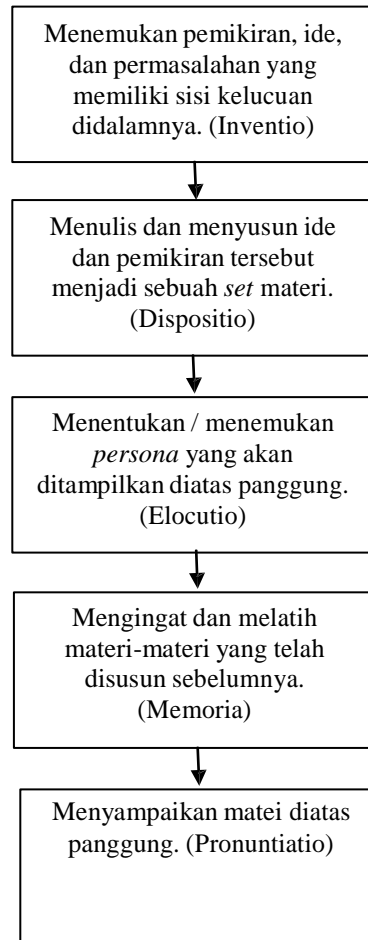 Menemukan pemikiran, ide,
dan permasalahan yang
memiliki sisi kelucuan
didalamnya. (Inventio)
Menulis dan menyusun ide
dan pemikiran tersebut
menjadi sebuah set materi.
(Dispositio)
Menentukan / menemukan
persona yang akan
ditampilkan diatas panggung.
(Elocutio)
Mengingat dan melatih
materi-materi yang telah
disusun sebelumnya.
(Memoria)
Menyampaikan matei diatas
panggung. (Pronuntiatio)